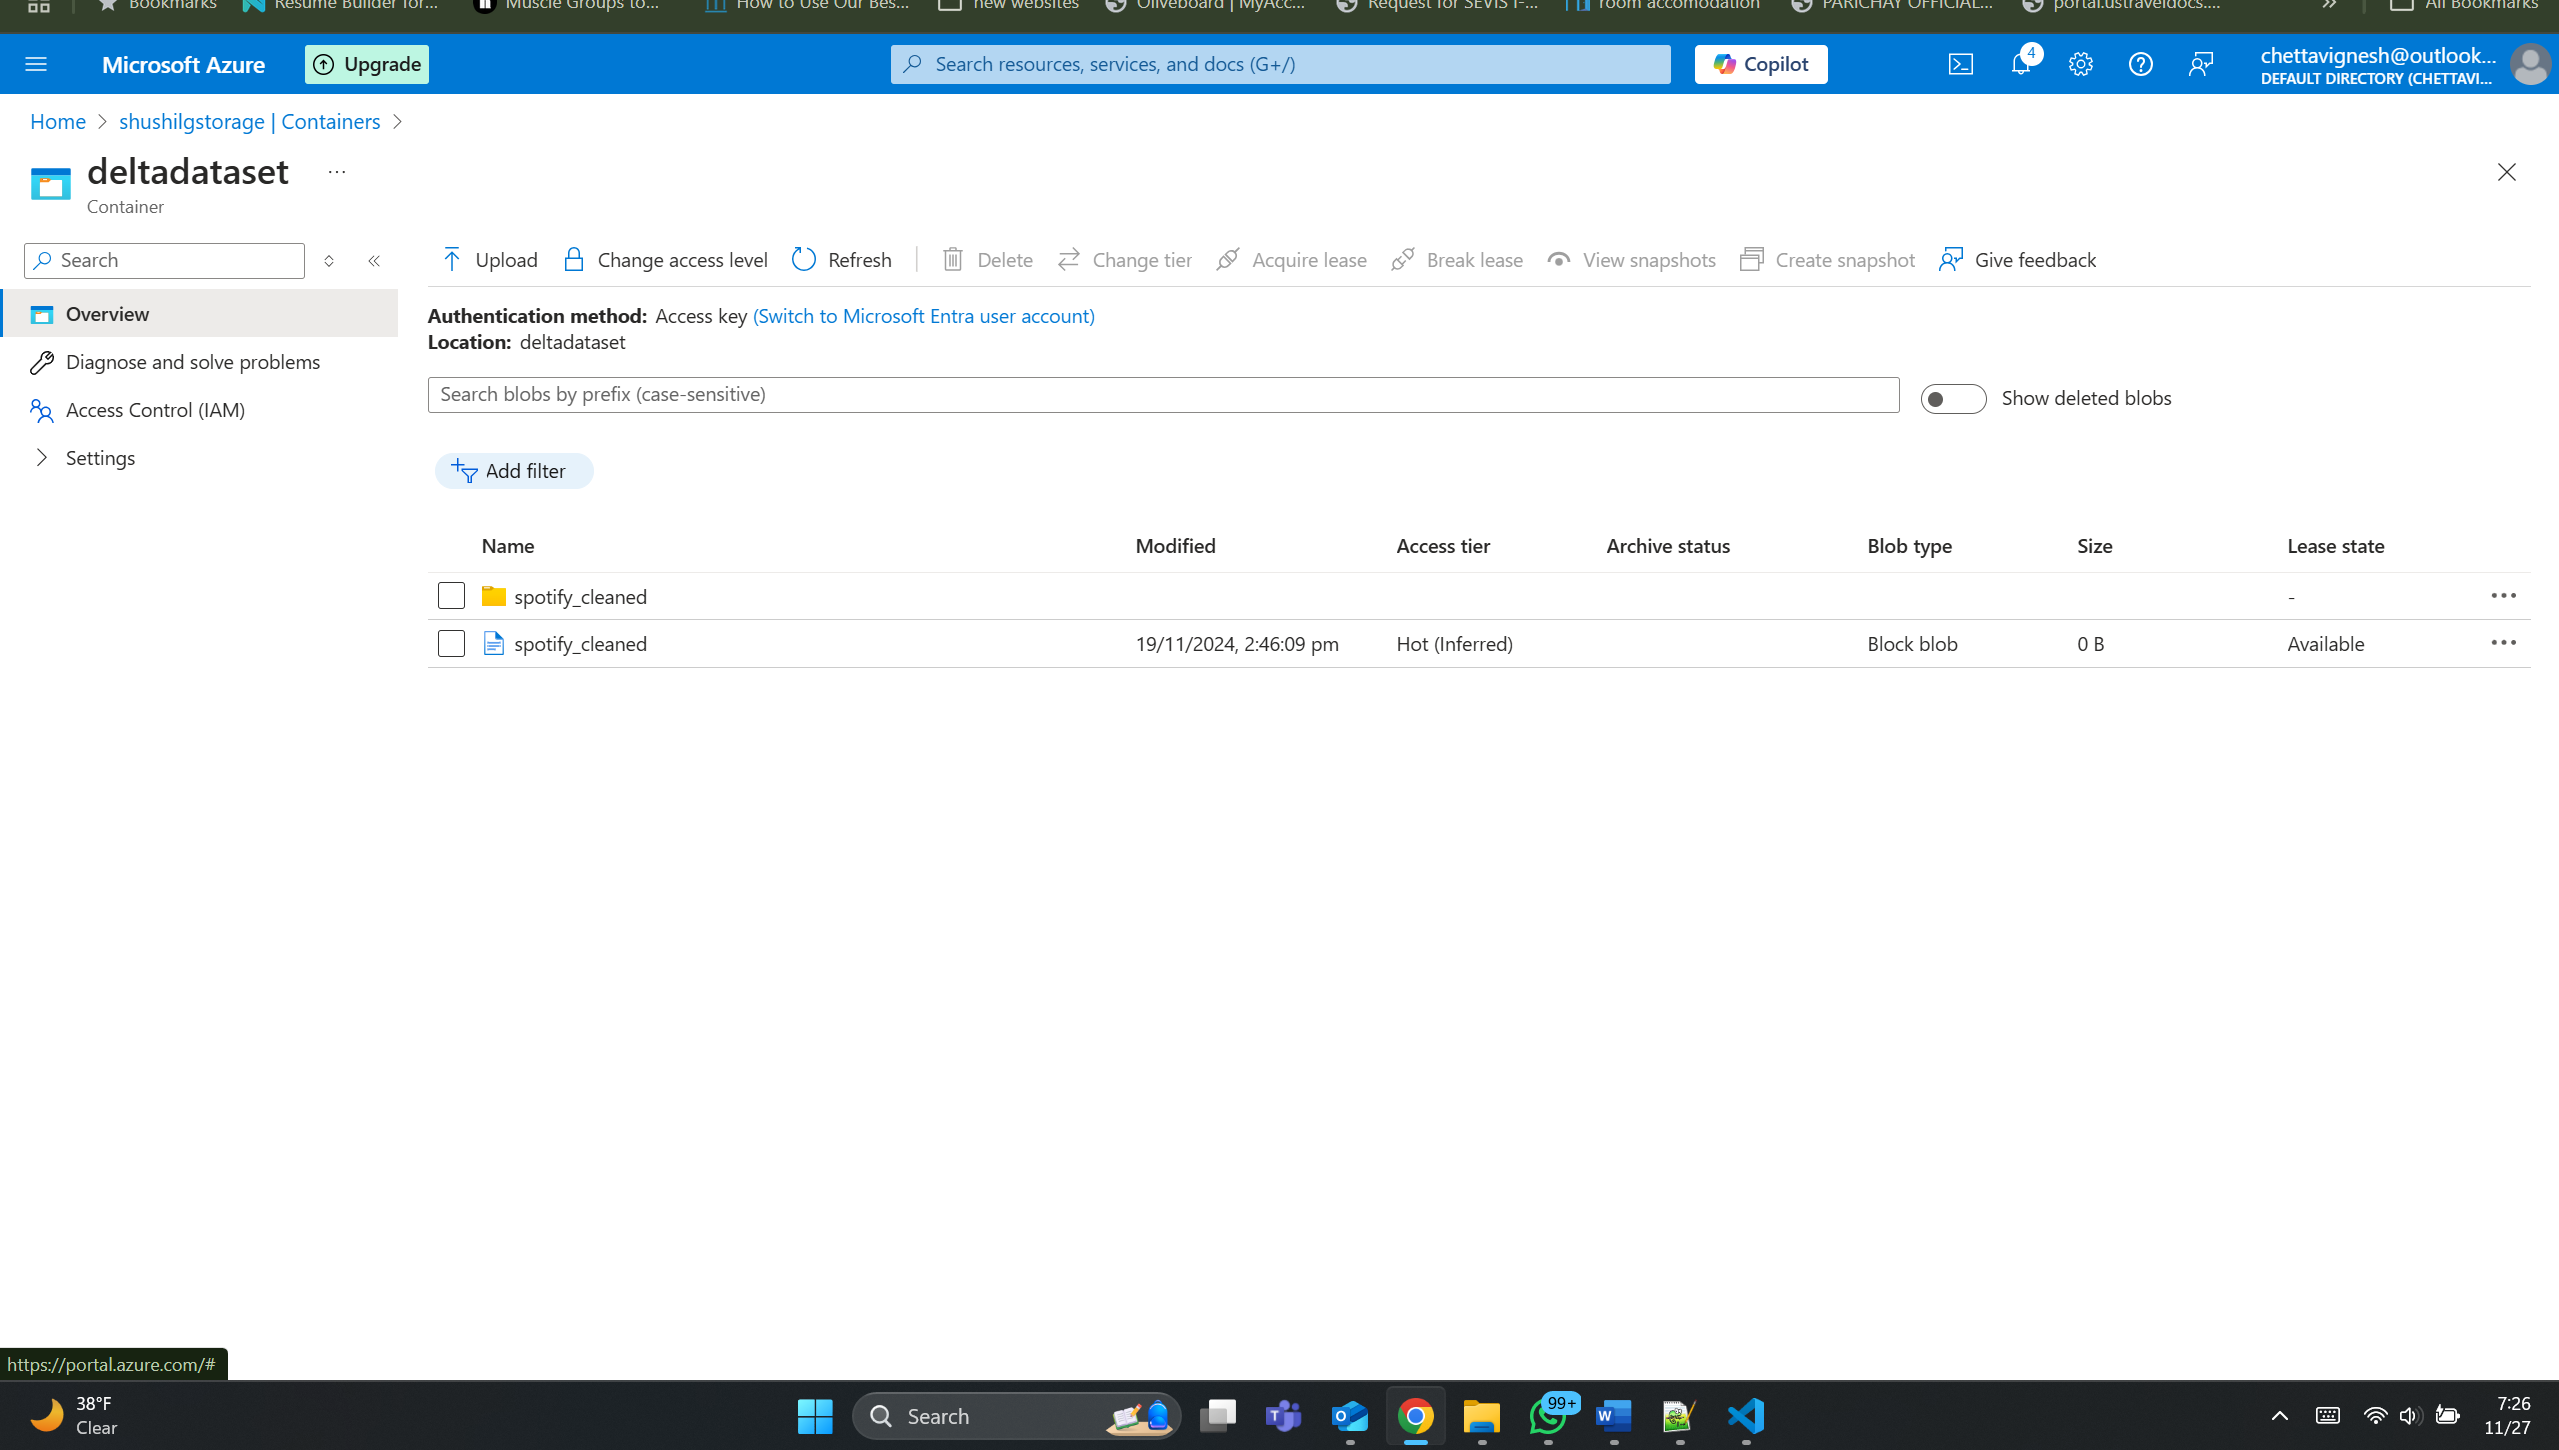 Bookmarks Resume Builder for... Muscle Groups to... How to Use Our Bes... new websites Oliveboard | MyAcc... Request for SEVIS I-... room accomodation PARICHAY OFFICIAL... portal.ustraveldocs.... » All Bookmarks
Microsoft Azure Upgrade Search resources, services, and docs (G+/) Copilot 4 chettavignesh@outlook...
DEFAULT DIRECTORY (CHETTAVI...
Home > shushilgstorage | Containers >
deltadataset ...
Container
Search « Upload Change access level Refresh Delete Change tier Acquire lease Break lease View snapshots Create snapshot Give feedback
Overview
Diagnose and solve problems
Access Control (IAM)
Settings
Authentication method: Access key (Switch to Microsoft Entra user account)
Location: deltadataset
Search blobs by prefix (case-sensitive) Show deleted blobs
Add filter
Name Modified Access tier Archive status Blob type Size Lease state
spotify_cleaned - ...
spotify_cleaned 19/11/2024, 2:46:09 pm Hot (Inferred) Block blob 0 B Available ...
https://portal.azure.com/#
38°F
Clear
Search
99+
7:26
11/27